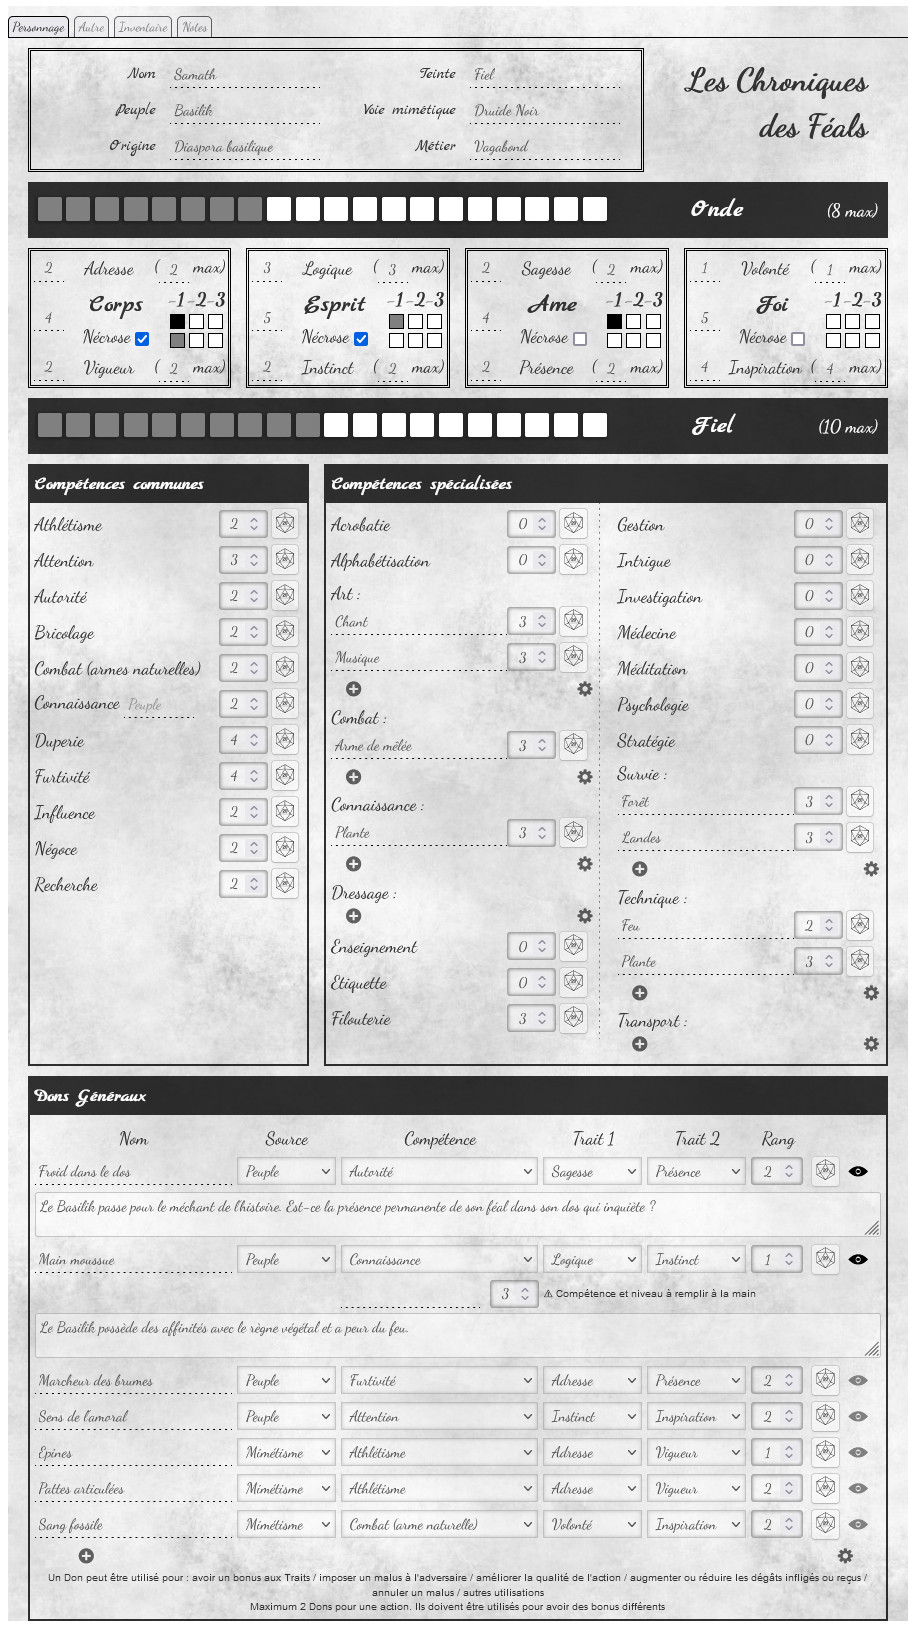 Personnage Autre Inventaire Notes
Nom Samath Teinte Fiel
Peuple Basilik Voie mimétique Druide Noir
Origine Diaspora basilique Métier Vagabond
Les Chroniques
des Féals
Onde (8 max)
2 Adresse ( 2 max)
Corps -1 -2 -3
4
Nécrose
2 Vigueur ( 2 max)
3 Logique ( 3 max)
Esprit -1 -2 -3
5
Nécrose
2 Instinct ( 2 max)
2 Sagesse ( 2 max)
Ame -1 -2 -3
4
Nécrose
2 Présence ( 2 max)
1 Volonté ( 1 max)
Foi -1 -2 -3
5
Nécrose
4 Inspiration ( 4 max)
Fiel (10 max)
Compétences communes
Athlétisme 2
Attention 3
Autorité 2
Bricolage 2
Combat (armes naturelles) 2
Connaissance Peuple 2
Duperie 4
Furtivité 4
Influence 2
Négoce 2
Recherche 2
Compétences spécialisées
Acrobatie 0
Alphabétisation 0
Art :
Chant 3
Musique 3
Combat :
Arme de mêlée 3
Connaissance :
Plante 3
Dressage :
Enseignement 0
Etiquette 0
Filouterie 3
Gestion 0
Intrigue 0
Investigation 0
Médecine 0
Méditation 0
Psychologie 0
Stratégie 0
Survie :
Forêt 3
Landes 3
Technique :
Feu 2
Plante 3
Transport :
Dons Généraux
Nom Source Compétence Trait 1 Trait 2 Rang
Froid dans le dos Peuple Autorité Sagesse Présence 2
Le Basilik passe pour le méchant de l'histoire. Est-ce la présence permanente de son féal dans son dos qui inquiète ?
Main moussue Peuple Connaissance Logique Instinct 1
3 ⚠ Compétence et niveau à remplir à la main
Le Basilik possède des affinités avec le règne végétal et a peur du feu.
Marcheur des brumes Peuple Furtivité Adresse Présence 2
Sens de l'amoral Peuple Attention Instinct Inspiration 2
Epines Mimétisme Athlétisme Adresse Vigueur 1
Pattes articulées Mimétisme Athlétisme Adresse Vigueur 2
Sang fossile Mimétisme Combat (arme naturelle) Volonté Inspiration 2
Un Don peut être utilisé pour : avoir un bonus aux Traits / imposer un malus à l'adversaire / améliorer la qualité de l'action / augmenter ou réduire les dégâts infligés ou reçus /
annuler un malus / autres utilisations
Maximum 2 Dons pour une action. Ils doivent être utilisés pour avoir des bonus différents